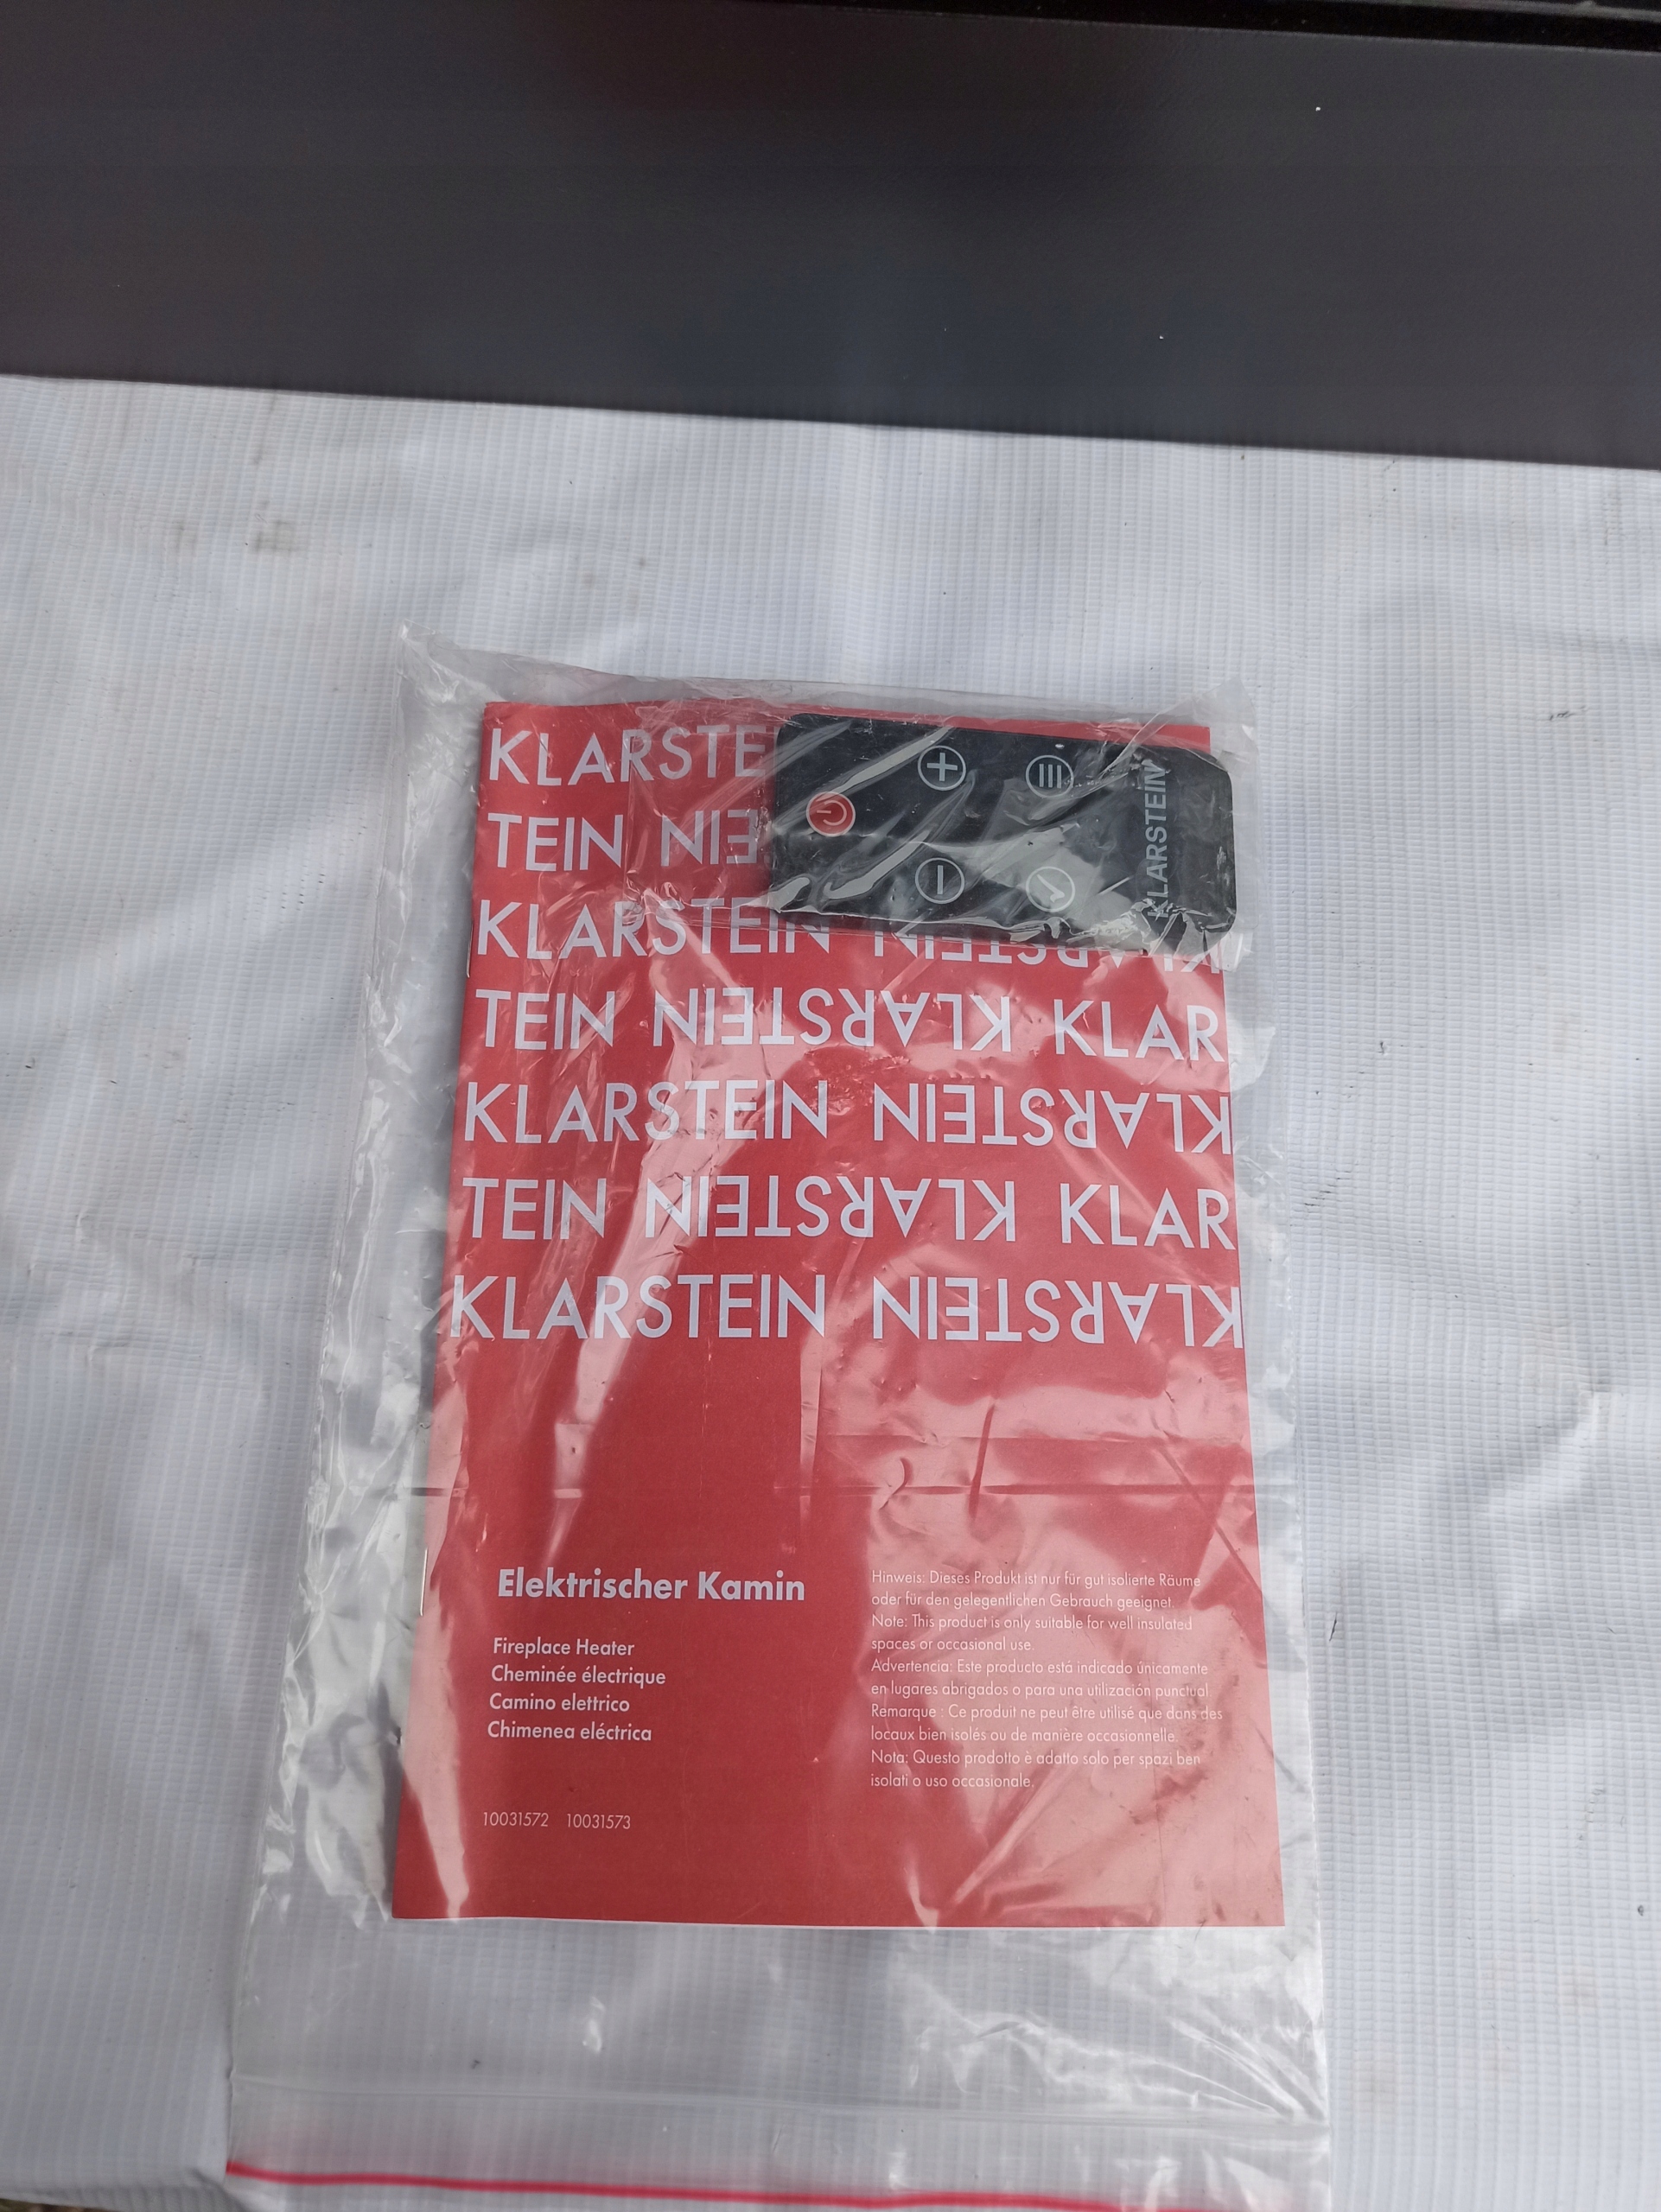 KLARSTE
TEIN NIE
KLARSTEIN KLARSTEIN
TEIN KLARSTEIN KLAR
KLARSTEIN KLARSTEIN
TEIN KLARSTEIN KLAR
KLARSTEIN KLARSTEIN
KLARSTEIN
Elektrischer Kamin
Fireplace Heater
Cheminée électrique
Camino elettrico
Chimenea eléctrica
10031572 10031573
Hinweis: Dieses Produkt ist nur für gut isolierte Räume
oder für den gelegentlichen Gebrauch geeignet.
Note: This product is only suitable for well insulated
spaces or occasional use.
Advertencia: Este producto está indicado únicamente
en lugares abrigados o para una utilización punctual.
Remarque : Ce produit ne peut être utilisé que dans des
locaux bien isolés ou de manière occasionnelle.
Nota: Questo prodotto è adatto solo per spazi ben
isolati o uso occasionale.